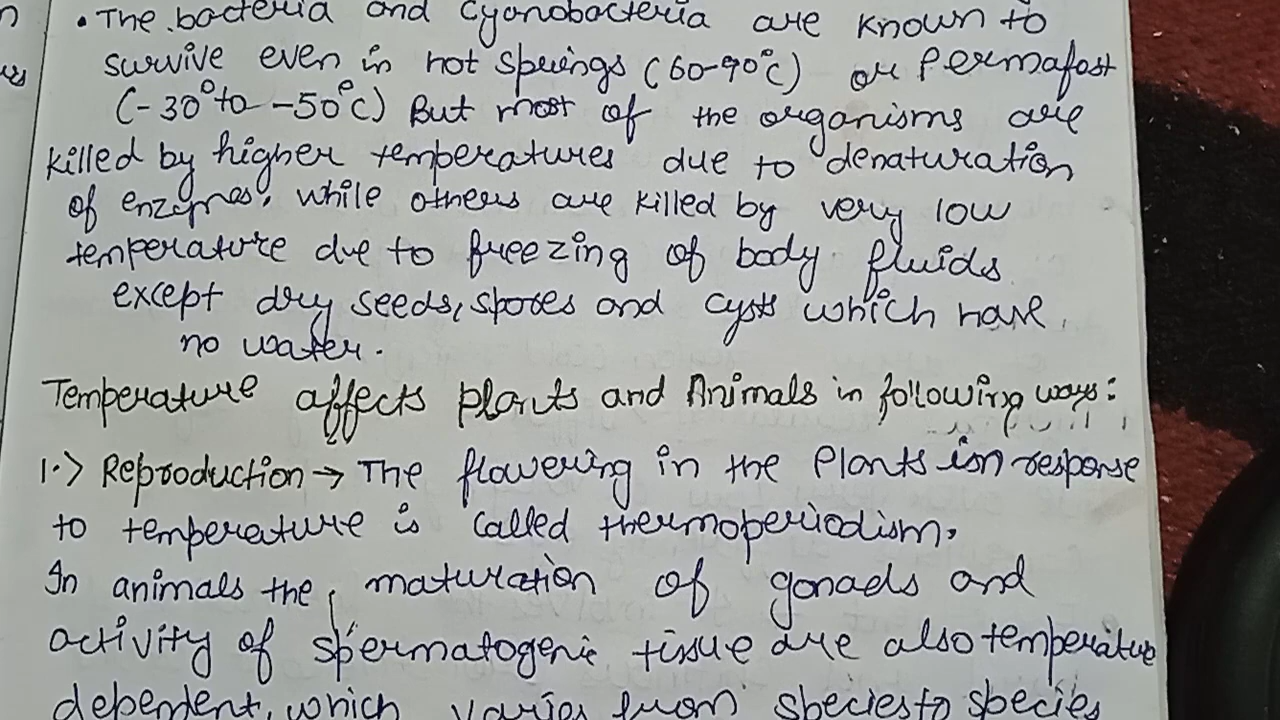 • The bacteria and Cyanobacteria are known to
survive even in hot springs (60-90°C) or Permafost
(-30° to -50°C) But most of the organisms are
killed by higher temperatures due to denaturation
of enzymes, while others are killed by very low
temperature due to freezing of body fluids
except dry seeds, spores and cysts which have
no water.
Temperature affects plants and Animals in following ways:
1.) Reproduction → The flowering in the Plants in response
to temperature is called thermoperiodism.
In animals the maturation of gonads and
activity of spermatogenic tissue are also temperature
dependent, which varies from species to species